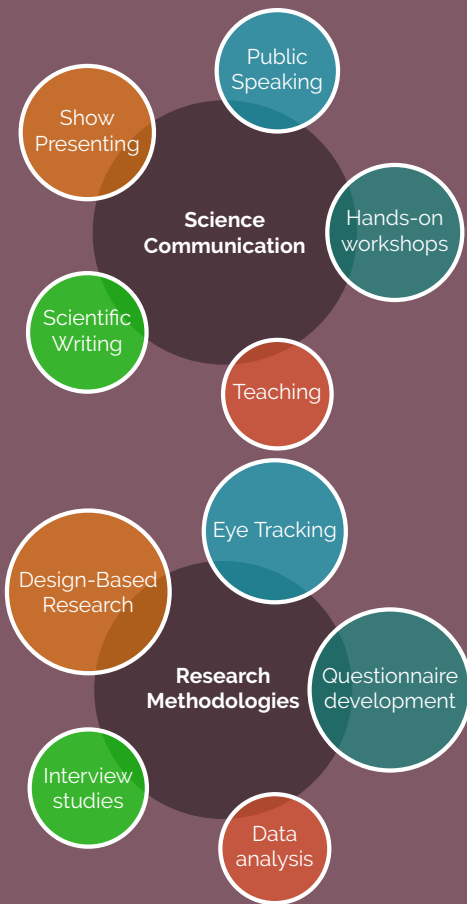 Public
Speaking
Show
Presenting
Science
Communication
Hands-on
workshops
Scientific
Writing
Teaching
Eye Tracking
Design-Based
Research
Research
Methodologies
Questionnaire
development
Interview
studies
Data
analysis